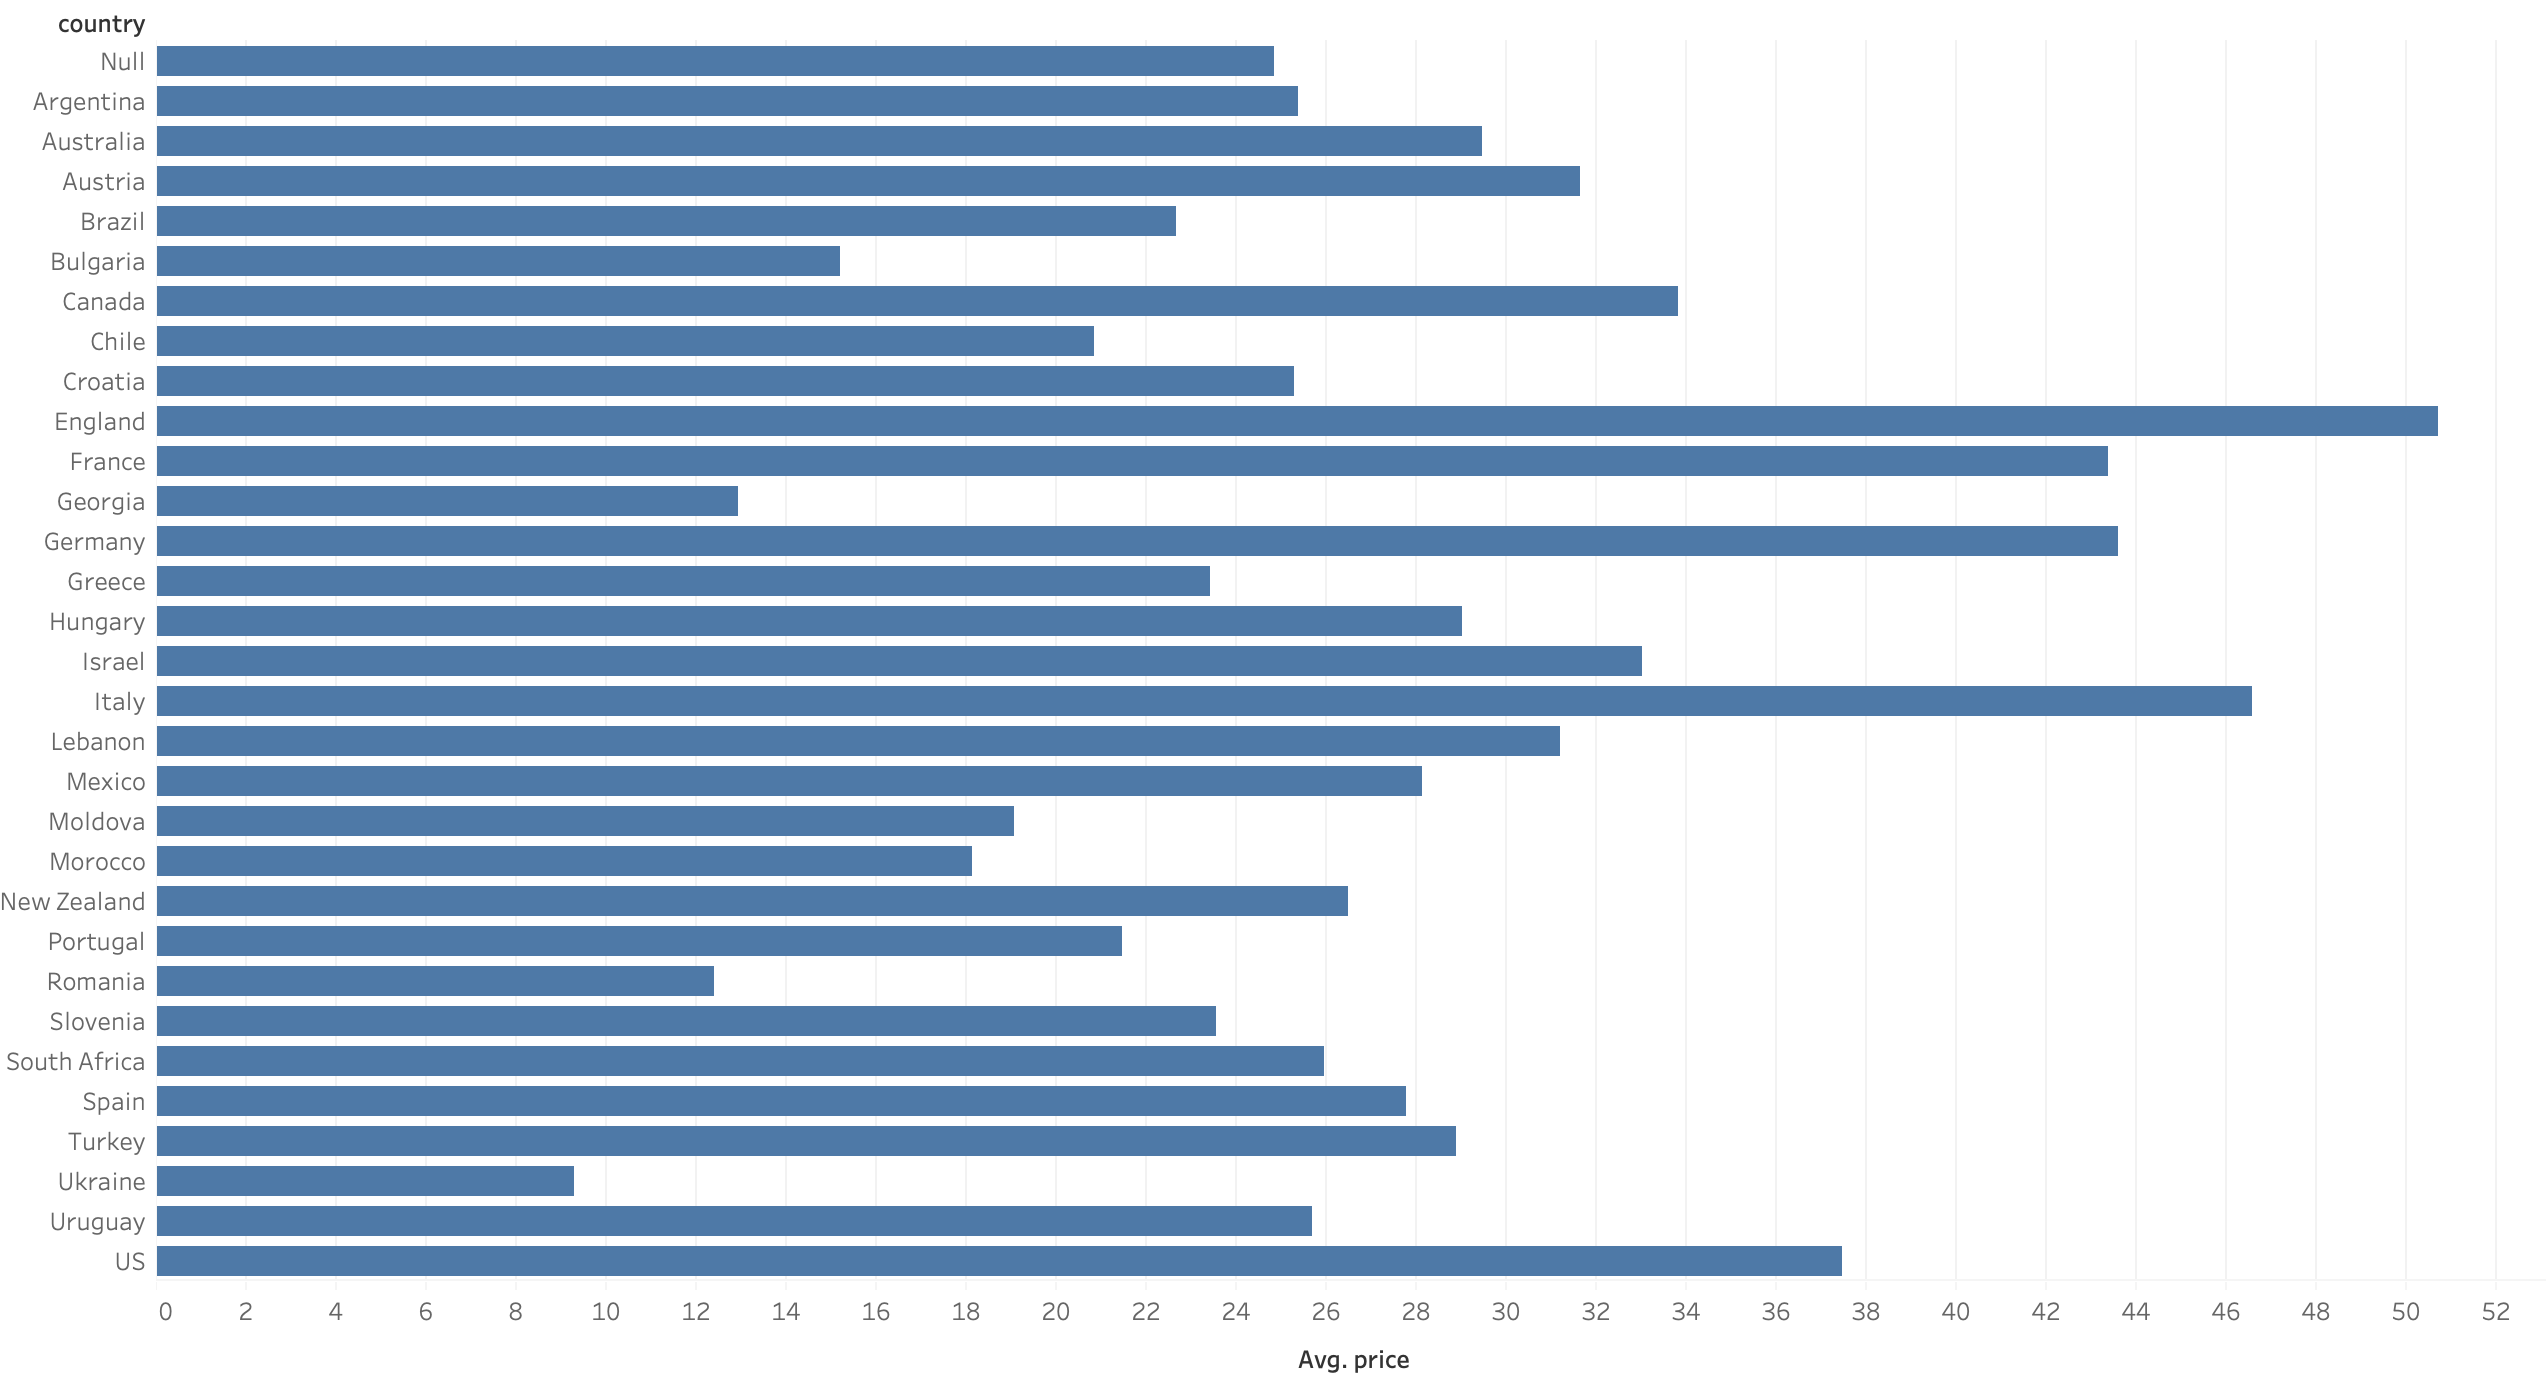 country
Null
Argentina
Australia
Austria
Brazil
Bulgaria
Canada
Chile
Croatia
England
France
Georgia
Germany
Greece
Hungary
Israel
Italy
Lebanon
Mexico
Moldova
Morocco
New Zealand
Portugal
Romania
Slovenia
South Africa
Spain
Turkey
Ukraine
Uruguay
US
0 2 4 6 8 10 12 14 16 18 20 22 24 26 28 30 32 34 36 38 40 42 44 46 48 50 52
Avg. price